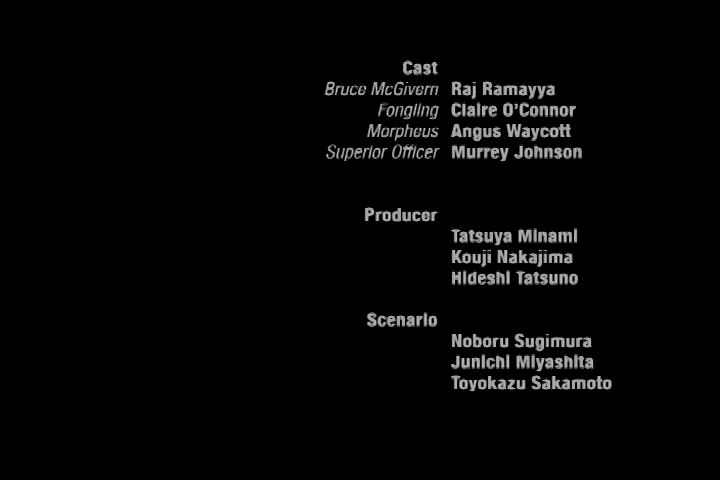 Cast
Bruce McGivern Raj Ramayya
Fongling Claire O'Connor
Morpheus Angus Waycott
Superior Officer Murrey Johnson
Producer
Tatsuya Minami
Kouji Nakajima
Hideshi Tatsuno
Scenario
Noboru Sugimura
Junichi Miyashita
Toyokazu Sakamoto